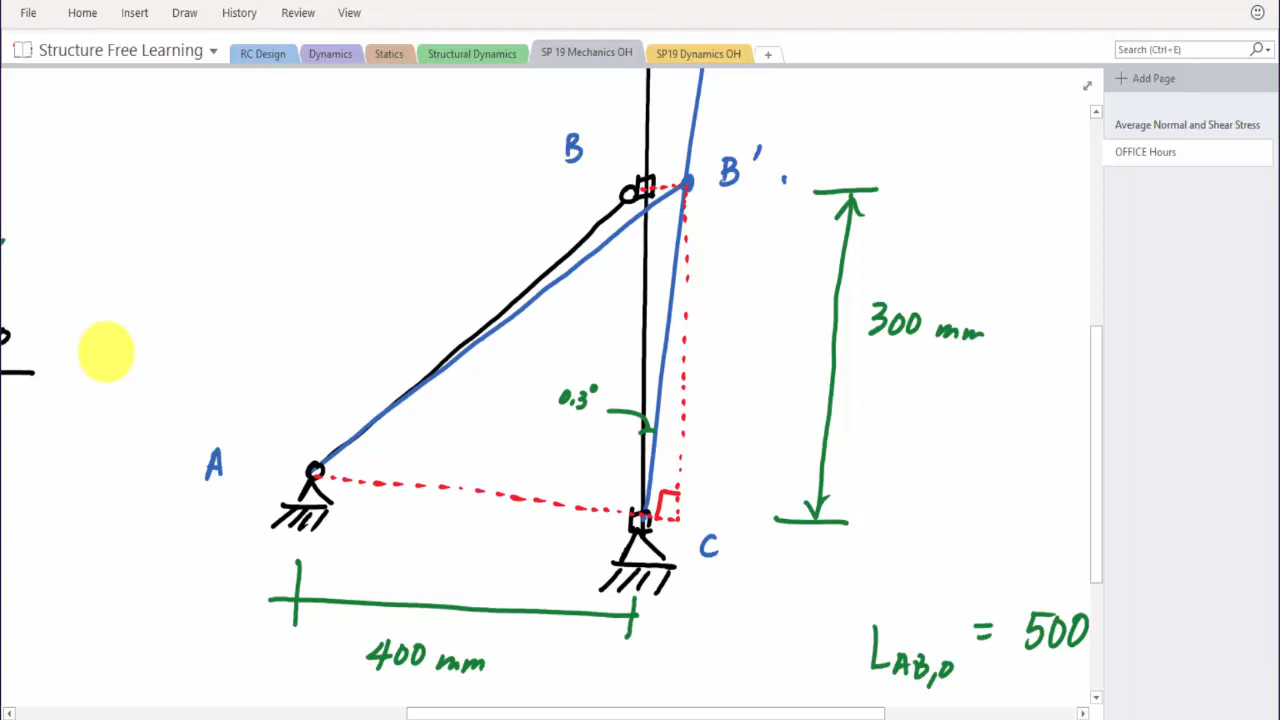 File Home Insert Draw History Review View
Structure Free Learning
RC Design Dynamics Statics Structural Dynamics SP 19 Mechanics OH SP19 Dynamics OH +
Search (Ctrl+E)
Add Page
Average Normal and Shear Stress
OFFICE Hours
B
B'
300 mm
0.3°
A
C
400 mm
L_AB,0 = 500